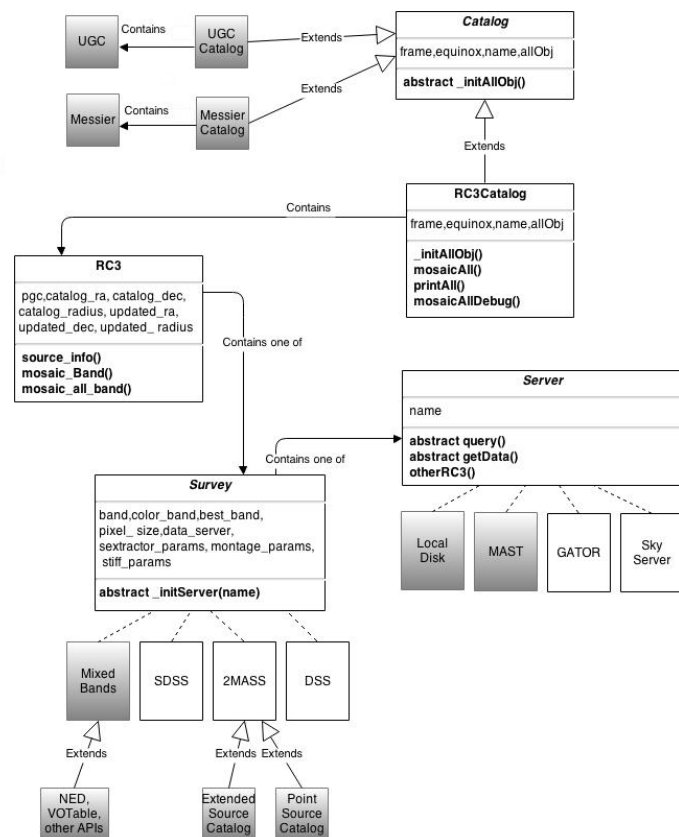 Catalog
frame,equinox,name,allObj
abstract _initAllObj()
UGC
Contains
UGC
Catalog
Extends
Messier
Contains
Messier
Catalog
Extends
Extends
RC3Catalog
frame,equinox,name,allObj
_initAllObj()
mosaicAll()
printAll()
mosaicAllDebug()
Contains
RC3
pgc,catalog_ra, catalog_dec,
catalog_radius, updated_ra,
updated_dec, updated_ radius
source_info()
mosaic_Band()
mosaic_all_band()
Contains one of
Server
name
abstract query()
abstract getData()
otherRC3()
Contains one of
Survey
band,color_band,best_band,
pixel_ size,data_server,
sextractor_params, montage_params,
stiff_params
abstract _initServer(name)
Local
Disk
MAST
GATOR
Sky
Server
Mixed
Bands
SDSS
2MASS
DSS
Extends
Extends
Extends
NED,
VOTable,
other APIs
Extended
Source
Catalog
Point
Source
Catalog